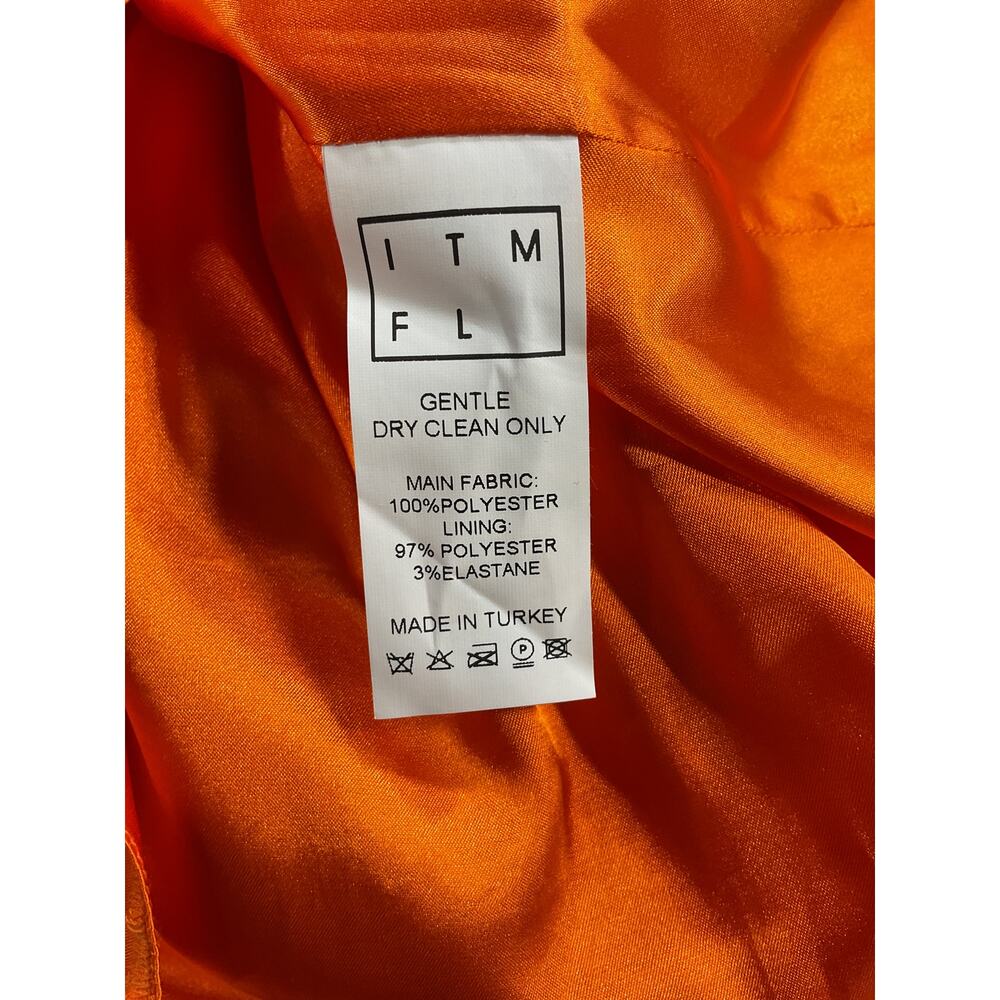 I T M
F L
GENTLE
DRY CLEAN ONLY
MAIN FABRIC:
100%POLYESTER
LINING:
97% POLYESTER
3%ELASTANE
MADE IN TURKEY
P